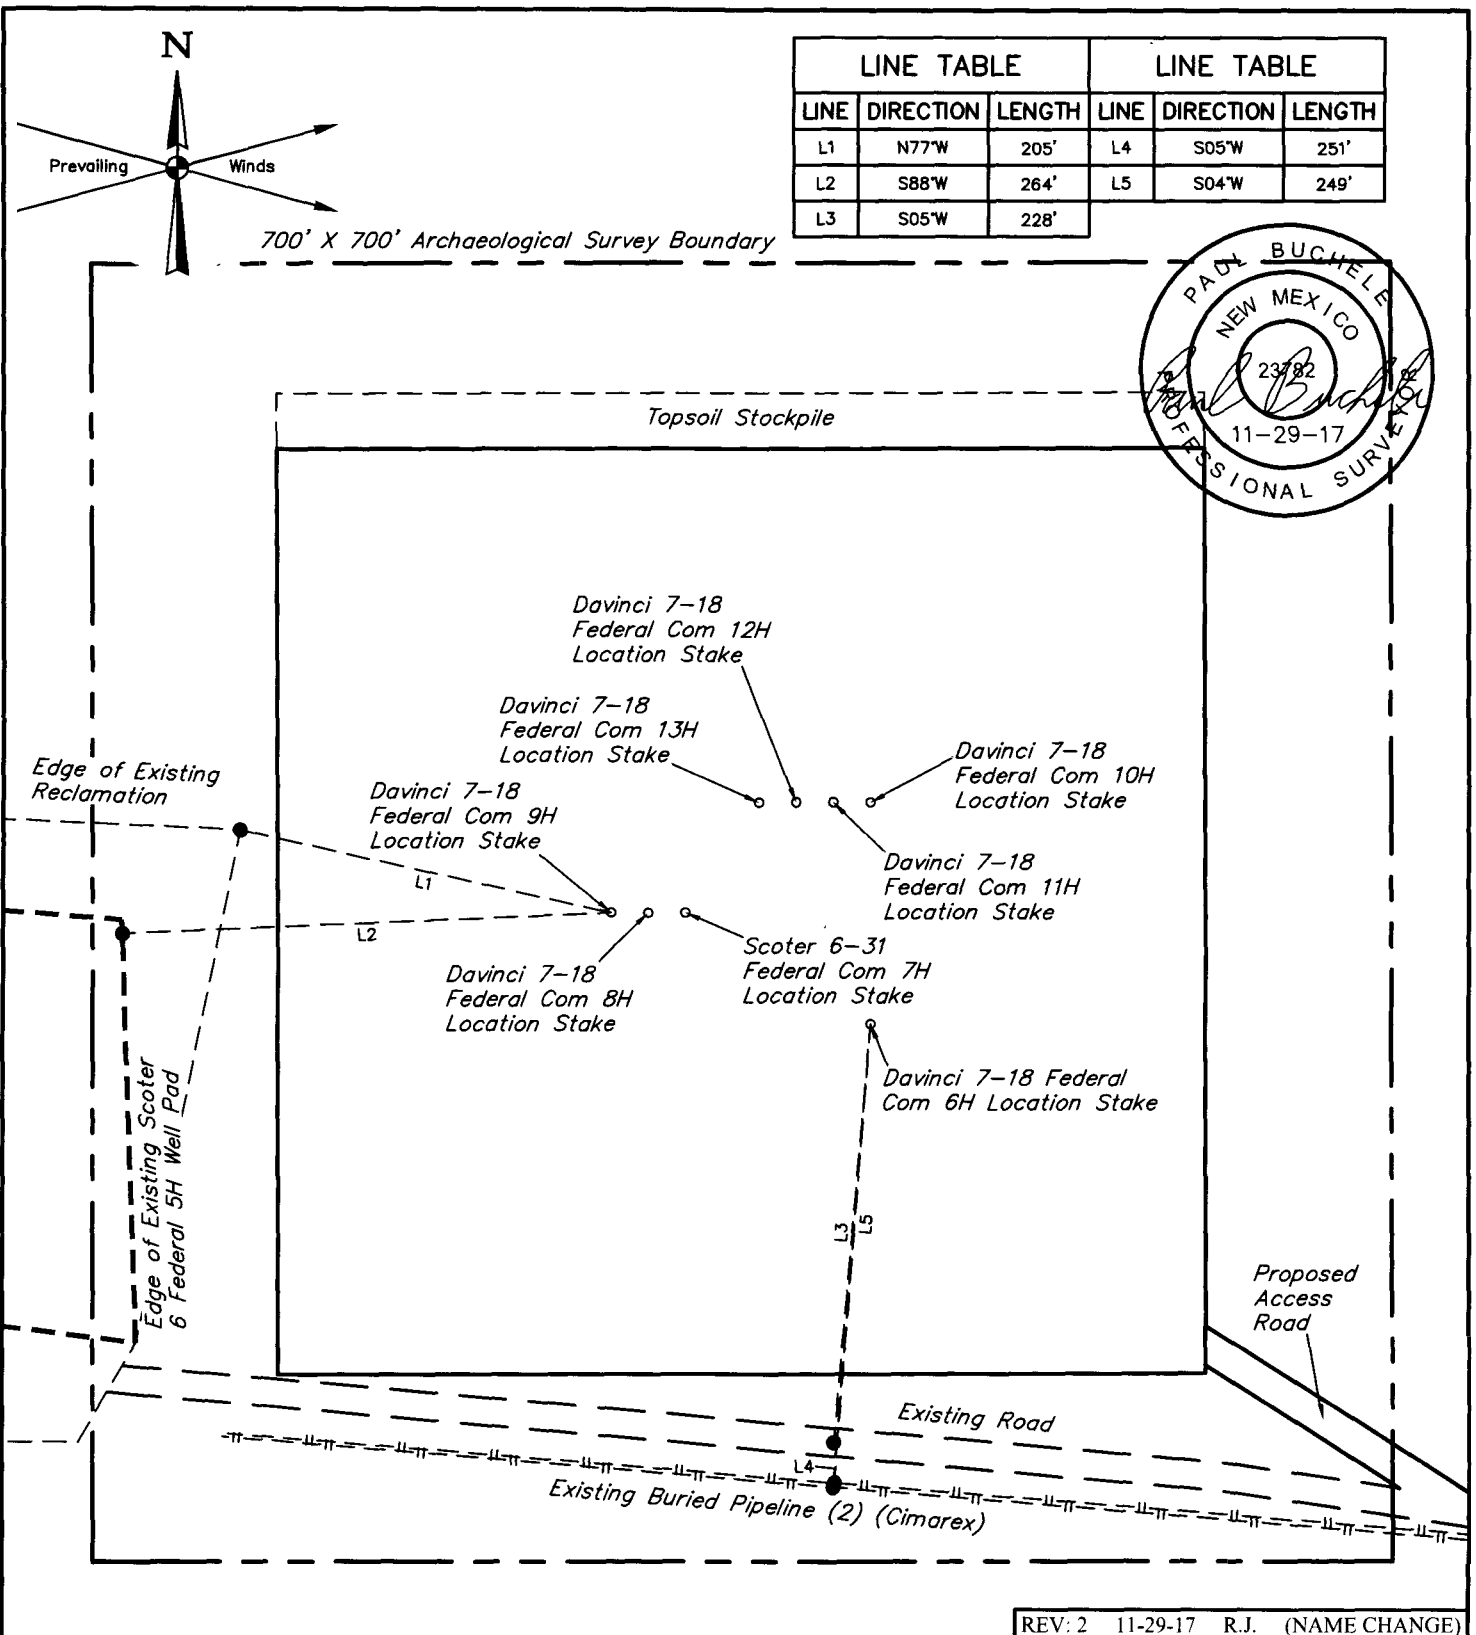 N
Prevailing Winds
LINE TABLE LINE TABLE
LINE DIRECTION LENGTH LINE DIRECTION LENGTH
L1 N77°W 205' L4 S05°W 251'
L2 S88°W 264' L5 S04°W 249'
L3 S05°W 228'
700' X 700' Archaeological Survey Boundary
PAUL BUCHELE
NEW MEXICO
23782
Paul Buchele
11-29-17
PROFESSIONAL SURVEYOR
Topsoil Stockpile
Davinci 7-18
Federal Com 12H
Location Stake
Davinci 7-18
Federal Com 13H
Location Stake
Davinci 7-18
Federal Com 10H
Location Stake
Edge of Existing
Reclamation
Davinci 7-18
Federal Com 9H
Location Stake
Davinci 7-18
Federal Com 11H
Location Stake
L1
L2
Scoter 6-31
Federal Com 7H
Location Stake
Davinci 7-18
Federal Com 8H
Location Stake
Davinci 7-18 Federal
Com 6H Location Stake
Edge of Existing Scoter
6 Federal 5H Well Pad
L3
L5
Proposed
Access
Road
Existing Road
L4
Existing Buried Pipeline (2) (Cimarex)
REV: 2 11-29-17 R.J. (NAME CHANGE)